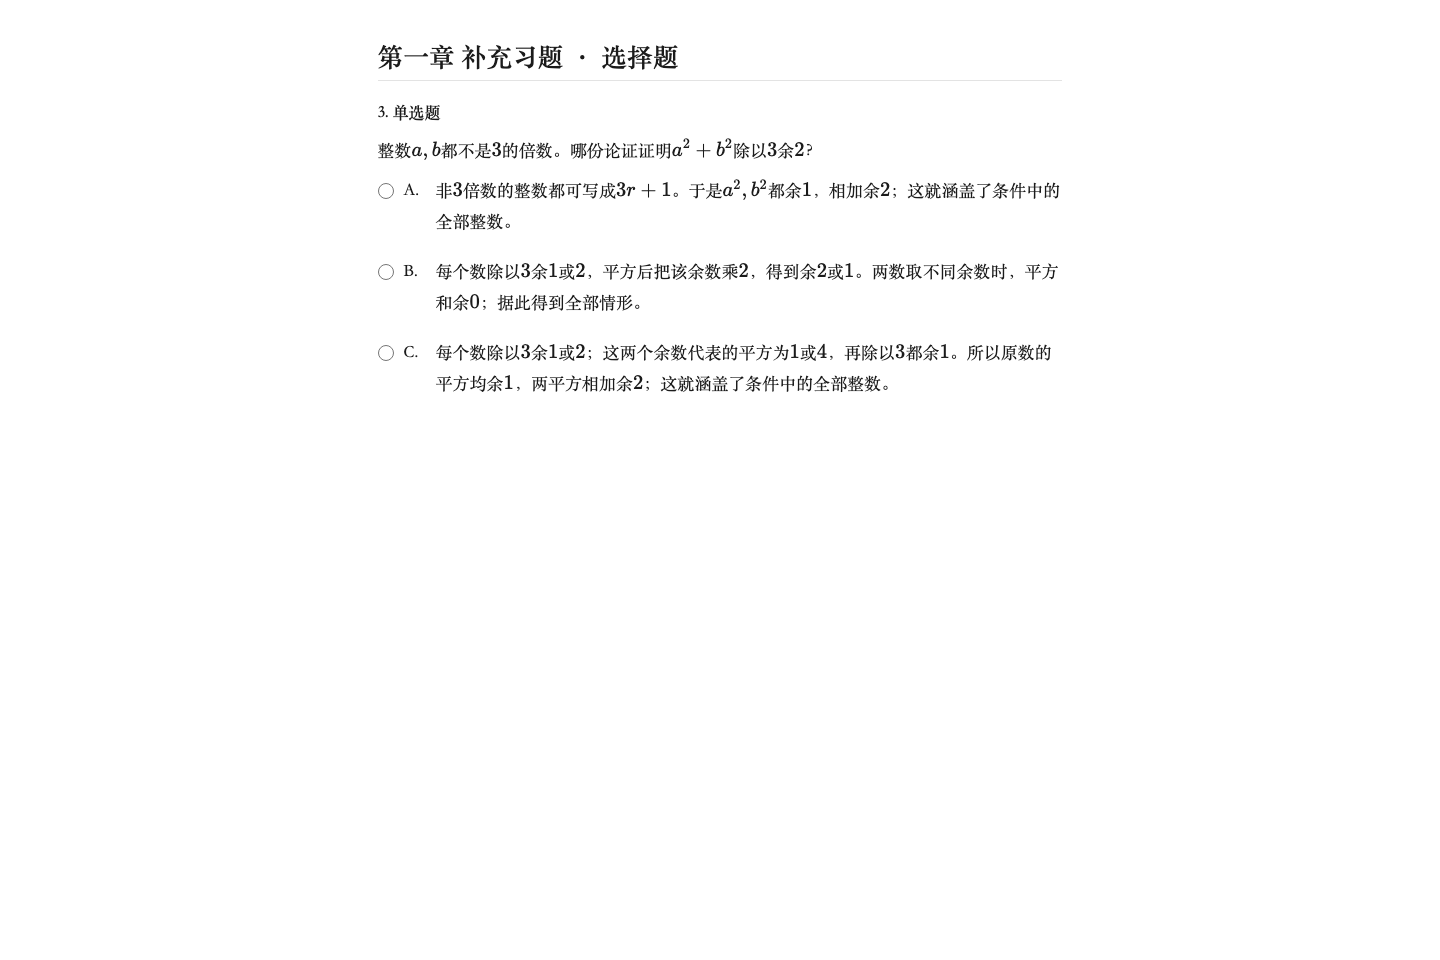 第一章 补充习题 · 选择题
3. 单选题
整数a, b都不是3的倍数。哪份论证证明a² + b²除以3余2?
A. 非3倍数的整数都可写成3r + 1。于是a², b²都余1，相加余2；这就涵盖了条件中的
全部整数。
B. 每个数除以3余1或2，平方后把该余数乘2，得到余2或1。两数取不同余数时，平方
和余0；据此得到全部情形。
C. 每个数除以3余1或2；这两个余数代表的平方为1或4，再除以3都余1。所以原数的
平方均余1，两平方相加余2；这就涵盖了条件中的全部整数。